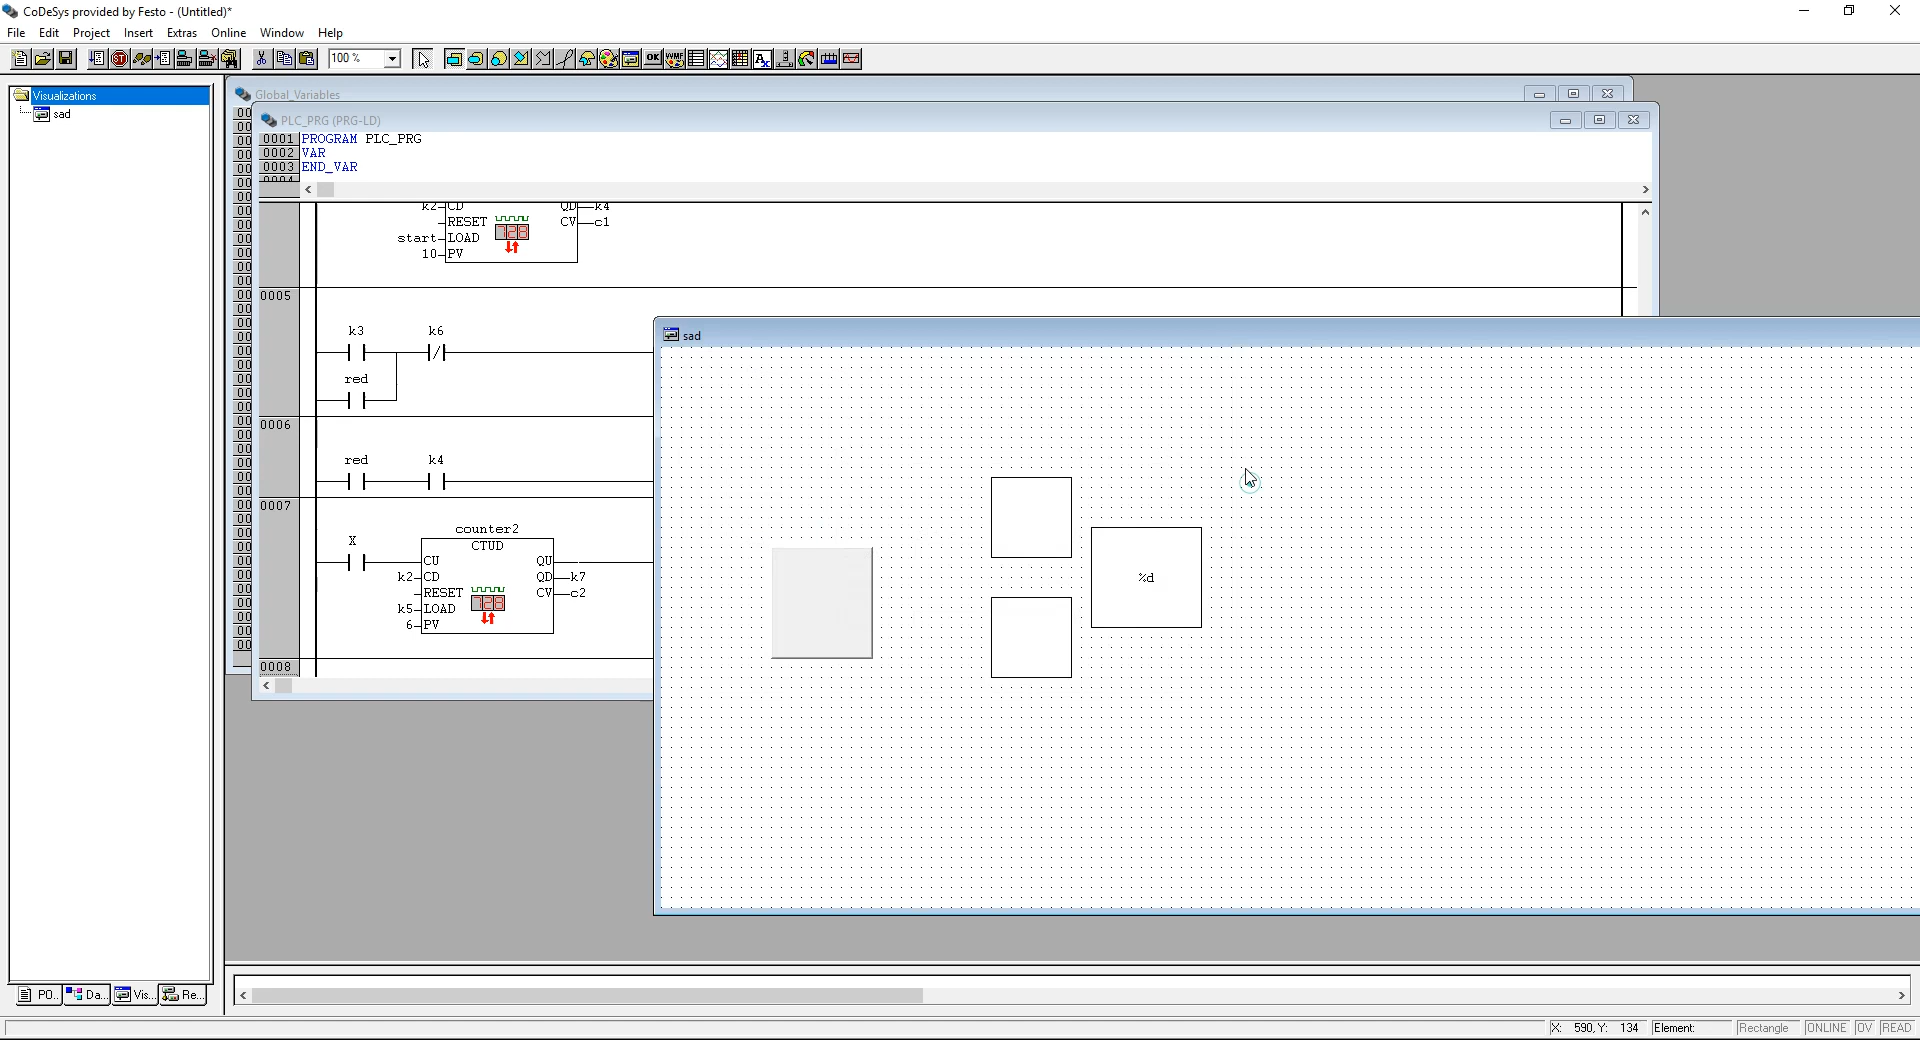 CoDeSys provided by Festo - (Untitled)*
File Edit Project Insert Extras Online Window Help
100 %
Visualizations
sad
Global_Variables
PLC_PRG (PRG-LD)
0001 PROGRAM PLC_PRG
0002 VAR
0003 END_VAR
0004
k2 CD QD k4
RESET CV c1
start LOAD
10 PV
0005
k3 k6
red
0006
red k4
0007
counter2
X CTUD
CU QU
k2 CD QD k7
RESET CV c2
k5 LOAD
6 PV
0008
sad
%d
PO.. Da... Vis... Re...
X: 590, Y: 134 Element: Rectangle ONLINE OV READ